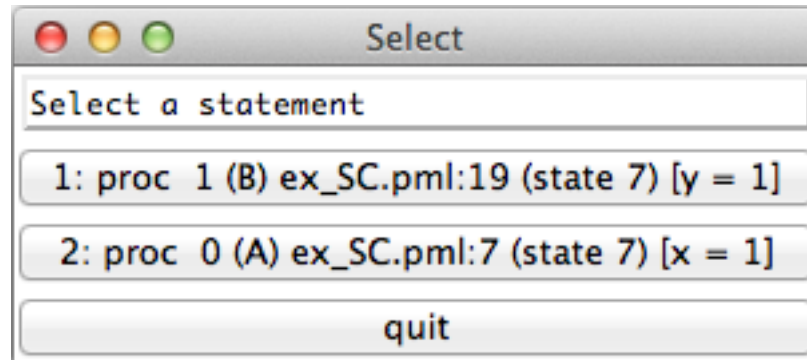 Select
Select a statement
1: proc 1 (B) ex_SC.pml:19 (state 7) [y = 1]
2: proc 0 (A) ex_SC.pml:7 (state 7) [x = 1]
quit